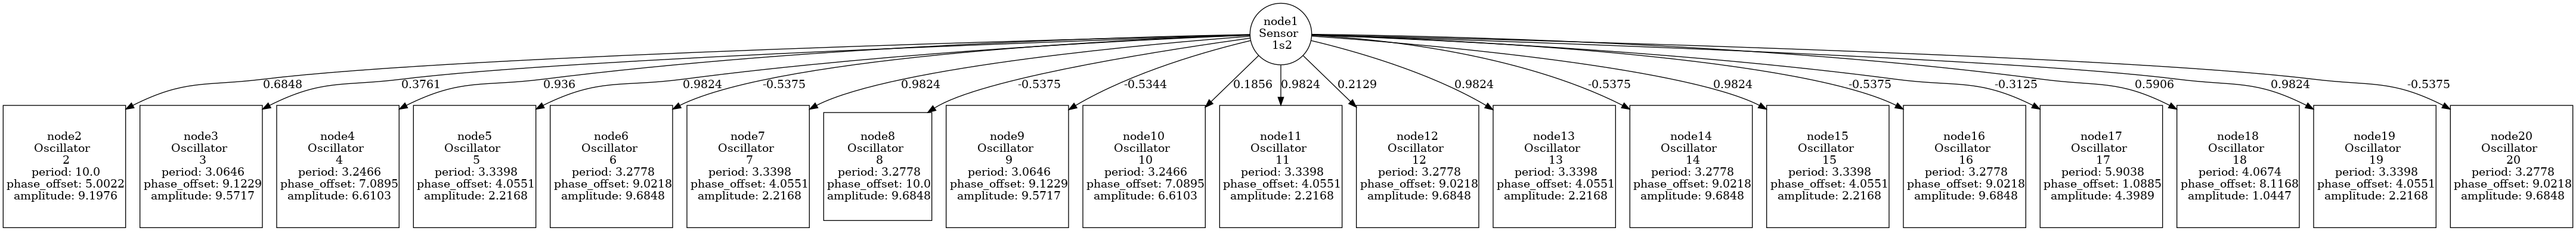 node1
Sensor
1s2
0.6848
0.3761
0.936
0.9824
-0.5375
0.9824
-0.5375
-0.5344
0.1856
0.9824
0.2129
0.9824
-0.5375
0.9824
-0.5375
-0.3125
0.5906
0.9824
-0.5375
node2
Oscillator
2
period: 10.0
phase_offset: 5.0022
amplitude: 9.1976
node3
Oscillator
3
period: 3.0646
phase_offset: 9.1229
amplitude: 9.5717
node4
Oscillator
4
period: 3.2466
phase_offset: 7.0895
amplitude: 6.6103
node5
Oscillator
5
period: 3.3398
phase_offset: 4.0551
amplitude: 2.2168
node6
Oscillator
6
period: 3.2778
phase_offset: 9.0218
amplitude: 9.6848
node7
Oscillator
7
period: 3.3398
phase_offset: 4.0551
amplitude: 2.2168
node8
Oscillator
8
period: 3.2778
phase_offset: 10.0
amplitude: 9.6848
node9
Oscillator
9
period: 3.0646
phase_offset: 9.1229
amplitude: 9.5717
node10
Oscillator
10
period: 3.2466
phase_offset: 7.0895
amplitude: 6.6103
node11
Oscillator
11
period: 3.3398
phase_offset: 4.0551
amplitude: 2.2168
node12
Oscillator
12
period: 3.2778
phase_offset: 9.0218
amplitude: 9.6848
node13
Oscillator
13
period: 3.3398
phase_offset: 4.0551
amplitude: 2.2168
node14
Oscillator
14
period: 3.2778
phase_offset: 9.0218
amplitude: 9.6848
node15
Oscillator
15
period: 3.3398
phase_offset: 4.0551
amplitude: 2.2168
node16
Oscillator
16
period: 3.2778
phase_offset: 9.0218
amplitude: 9.6848
node17
Oscillator
17
period: 5.9038
phase_offset: 1.0885
amplitude: 4.3989
node18
Oscillator
18
period: 4.0674
phase_offset: 8.1168
amplitude: 1.0447
node19
Oscillator
19
period: 3.3398
phase_offset: 4.0551
amplitude: 2.2168
node20
Oscillator
20
period: 3.2778
phase_offset: 9.0218
amplitude: 9.6848